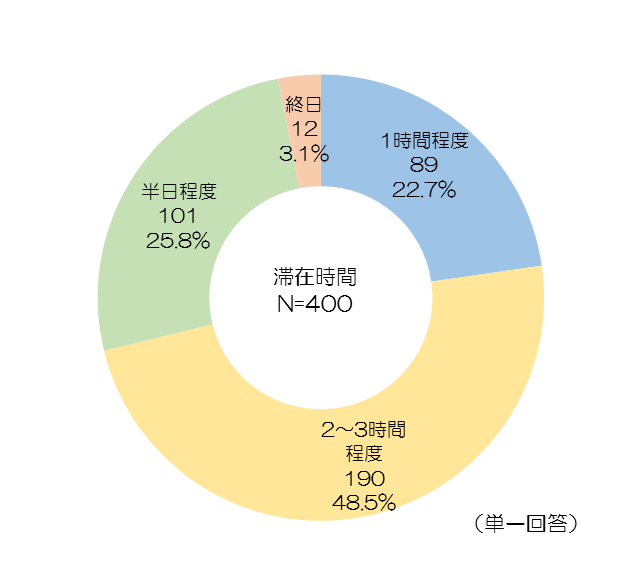 終日
12
3.1%
1時間程度
89
22.7%
半日程度
101
25.8%
滞在時間
N=400
2～3時間
程度
190
48.5%
（単一回答）